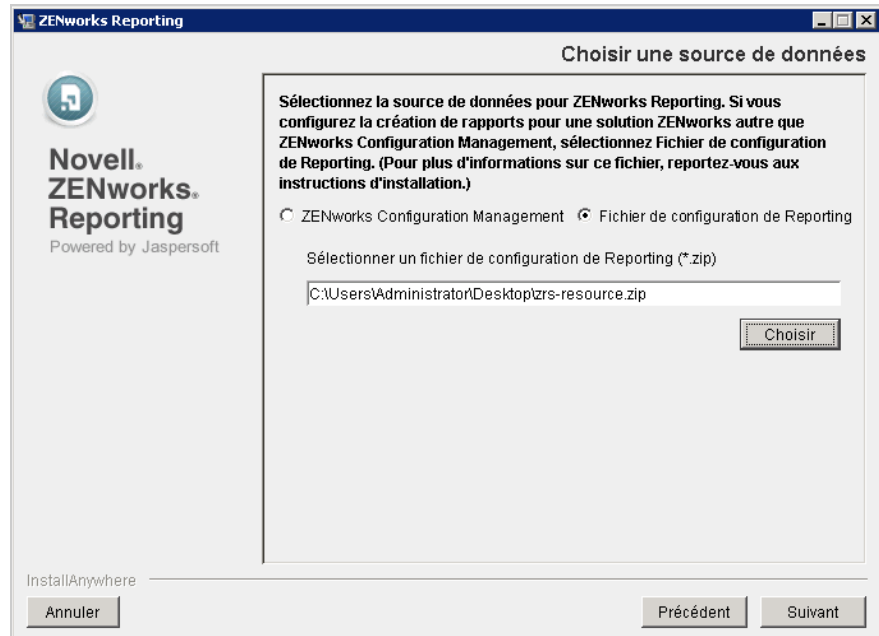 ZENworks Reporting
Choisir une source de données
Novell®
ZENworks®
Reporting
Powered by Jaspersoft
Sélectionnez la source de données pour ZENworks Reporting. Si vous
configurez la création de rapports pour une solution ZENworks autre que
ZENworks Configuration Management, sélectionnez Fichier de configuration
de Reporting. (Pour plus d'informations sur ce fichier, reportez-vous aux
instructions d'installation.)
ZENworks Configuration Management Fichier de configuration de Reporting
Sélectionner un fichier de configuration de Reporting (*.zip)
C:\Users\Administrator\Desktop\zrs-resource.zip
Choisir
InstallAnywhere
Annuler Précédent Suivant